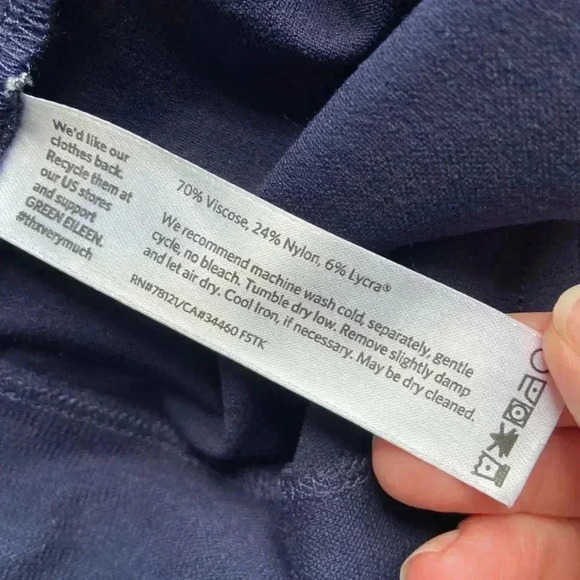 We'd like our
clothes back.
Recycle them at
our US stores
and support
GREEN EILEEN.
#thxverymuch
70% Viscose, 24% Nylon, 6% Lycra®
We recommend machine wash cold, separately, gentle
cycle, no bleach. Tumble dry low. Remove slightly damp
and let air dry. Cool Iron, if necessary. May be dry cleaned.
RN#78121/CA#34460 F5TK